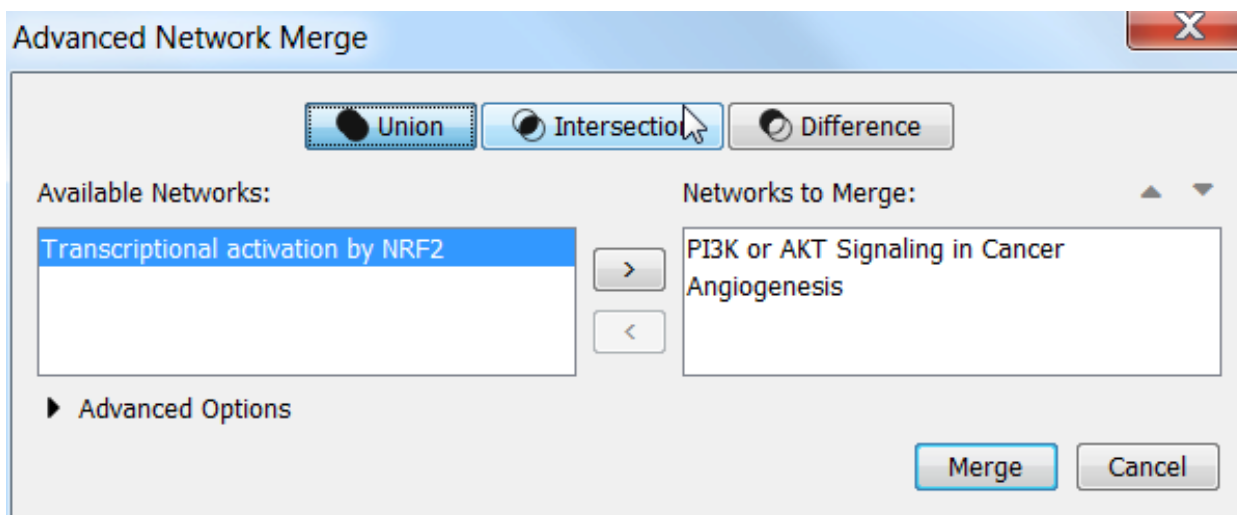 Advanced Network Merge
Union Intersection Difference
Available Networks: Networks to Merge:
Transcriptional activation by NRF2
PI3K or AKT Signaling in Cancer
Angiogenesis
>
<
Advanced Options
Merge Cancel